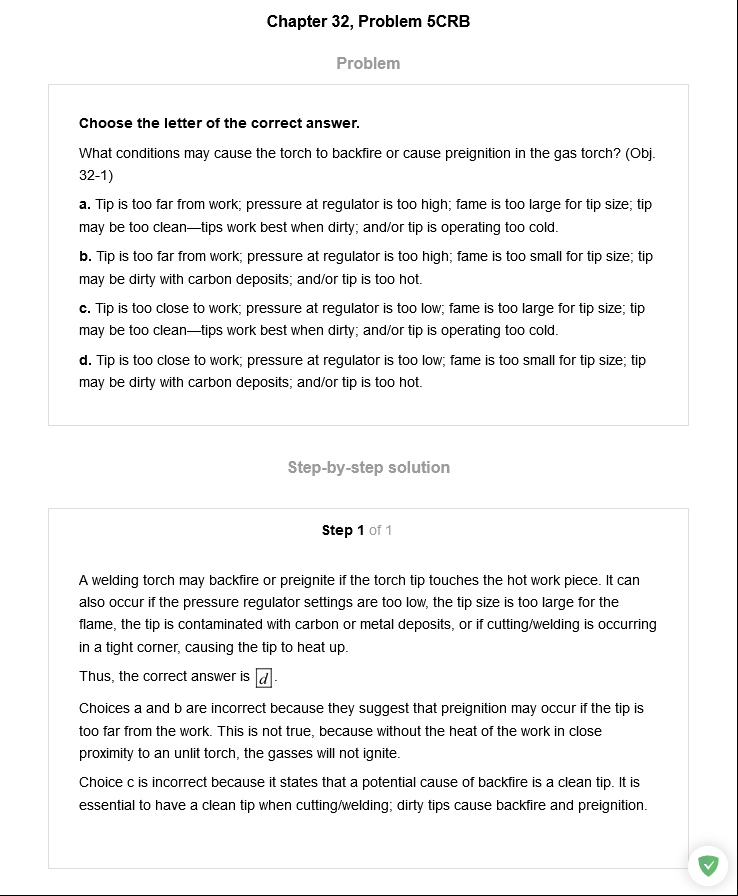 Chapter 32, Problem 5CRB
Problem
Choose the letter of the correct answer.
What conditions may cause the torch to backfire or cause preignition in the gas torch? (Obj.
32-1)
a. Tip is too far from work; pressure at regulator is too high; fame is too large for tip size; tip
may be too clean—tips work best when dirty; and/or tip is operating too cold.
b. Tip is too far from work; pressure at regulator is too high; fame is too small for tip size; tip
may be dirty with carbon deposits; and/or tip is too hot.
c. Tip is too close to work; pressure at regulator is too low; fame is too large for tip size; tip
may be too clean—tips work best when dirty; and/or tip is operating too cold.
d. Tip is too close to work; pressure at regulator is too low; fame is too small for tip size; tip
may be dirty with carbon deposits; and/or tip is too hot.
Step-by-step solution
Step 1 of 1
A welding torch may backfire or preignite if the torch tip touches the hot work piece. It can
also occur if the pressure regulator settings are too low, the tip size is too large for the
flame, the tip is contaminated with carbon or metal deposits, or if cutting/welding is occurring
in a tight corner, causing the tip to heat up.
Thus, the correct answer is d.
Choices a and b are incorrect because they suggest that preignition may occur if the tip is
too far from the work. This is not true, because without the heat of the work in close
proximity to an unlit torch, the gasses will not ignite.
Choice c is incorrect because it states that a potential cause of backfire is a clean tip. It is
essential to have a clean tip when cutting/welding; dirty tips cause backfire and preignition.